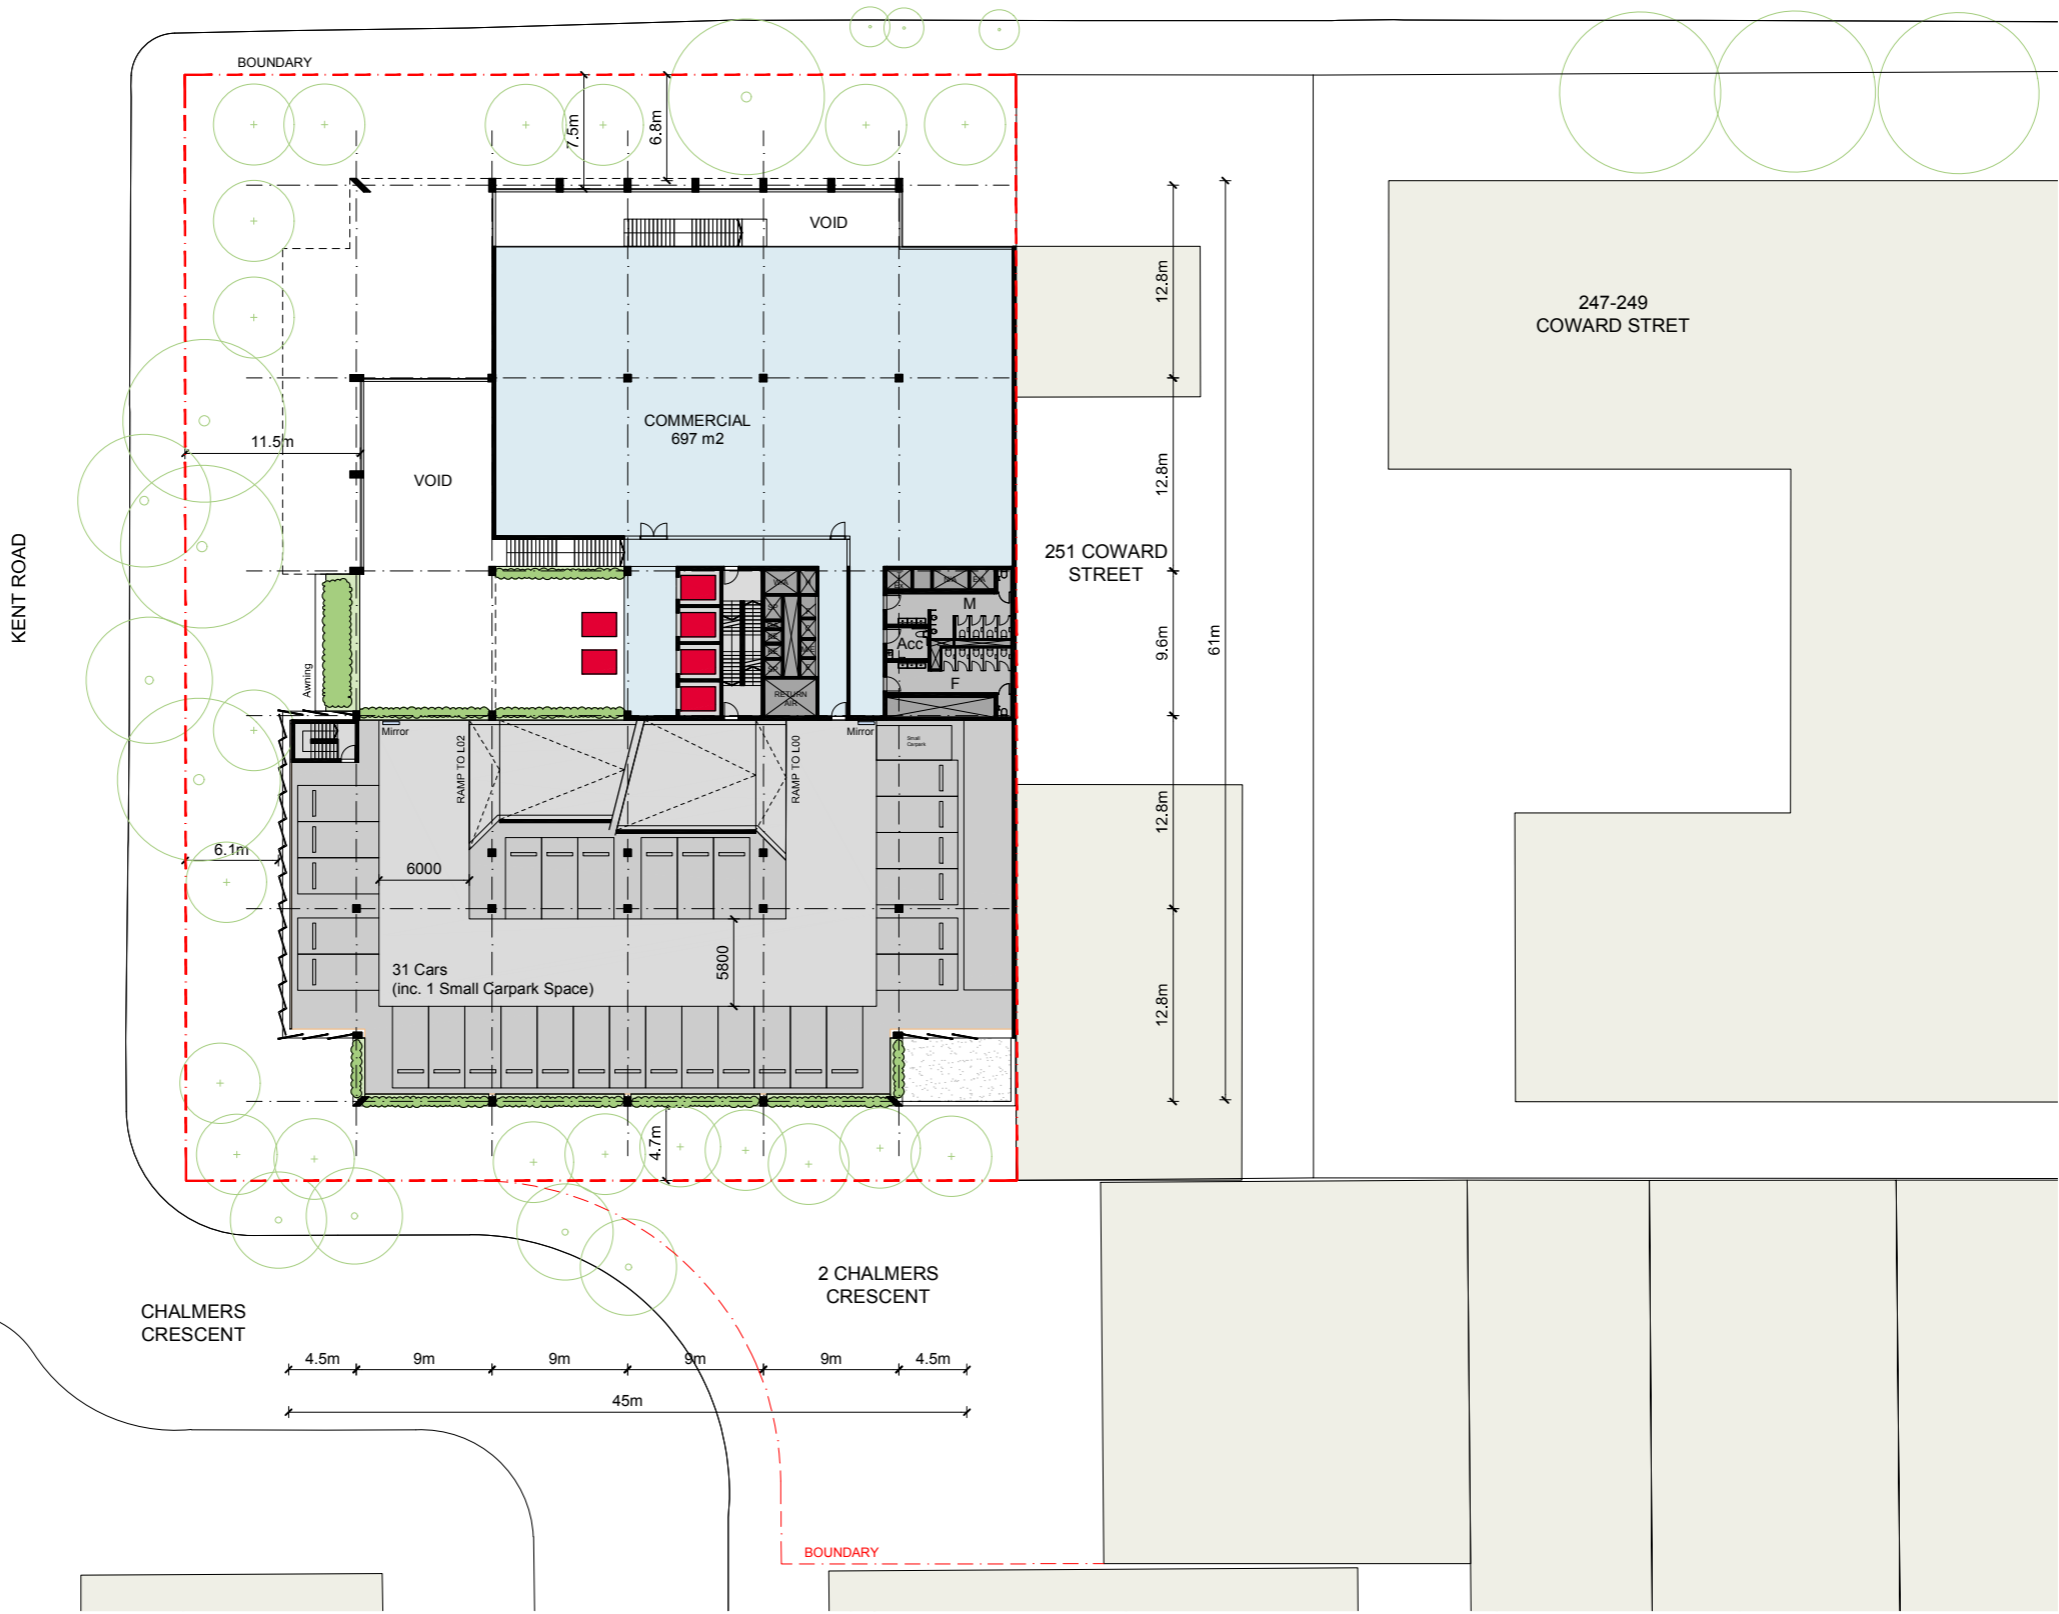 BOUNDARY
7.5m
6.8m
VOID
12.8m
247-249
COWARD STRET
COMMERCIAL
697 m2
11.5m
VOID
12.8m
KENT ROAD
251 COWARD
STREET
M
Acc
F
9.6m
61m
RETURN
AIR
Awning
Mirror
Mirror
Small
Carpark
RAMP TO L02
RAMP TO L00
12.8m
6.1m
6000
5800
31 Cars
(inc. 1 Small Carpark Space)
12.8m
4.7m
2 CHALMERS
CRESCENT
CHALMERS
CRESCENT
4.5m
9m
9m
9m
9m
4.5m
45m
BOUNDARY